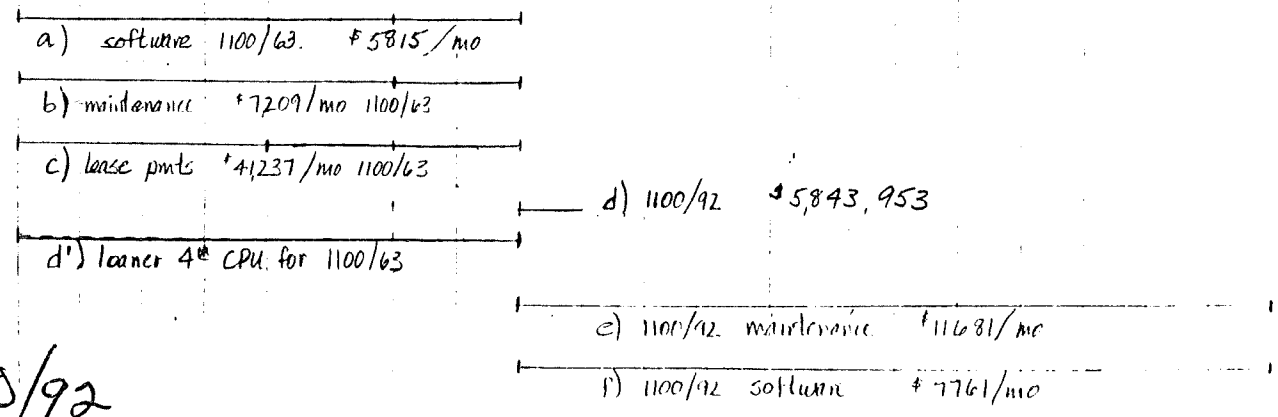 a) software 1100/63. $5815/mo
b) maintenance $7209/mo 1100/63
c) lease pmts $41,237/mo 1100/63
d) 1100/92 $5,843,953
d') loaner 4th CPU for 1100/63
e) 1100/92 maintenance $11681/mo
f) 1100/92 software $7761/mo
/92